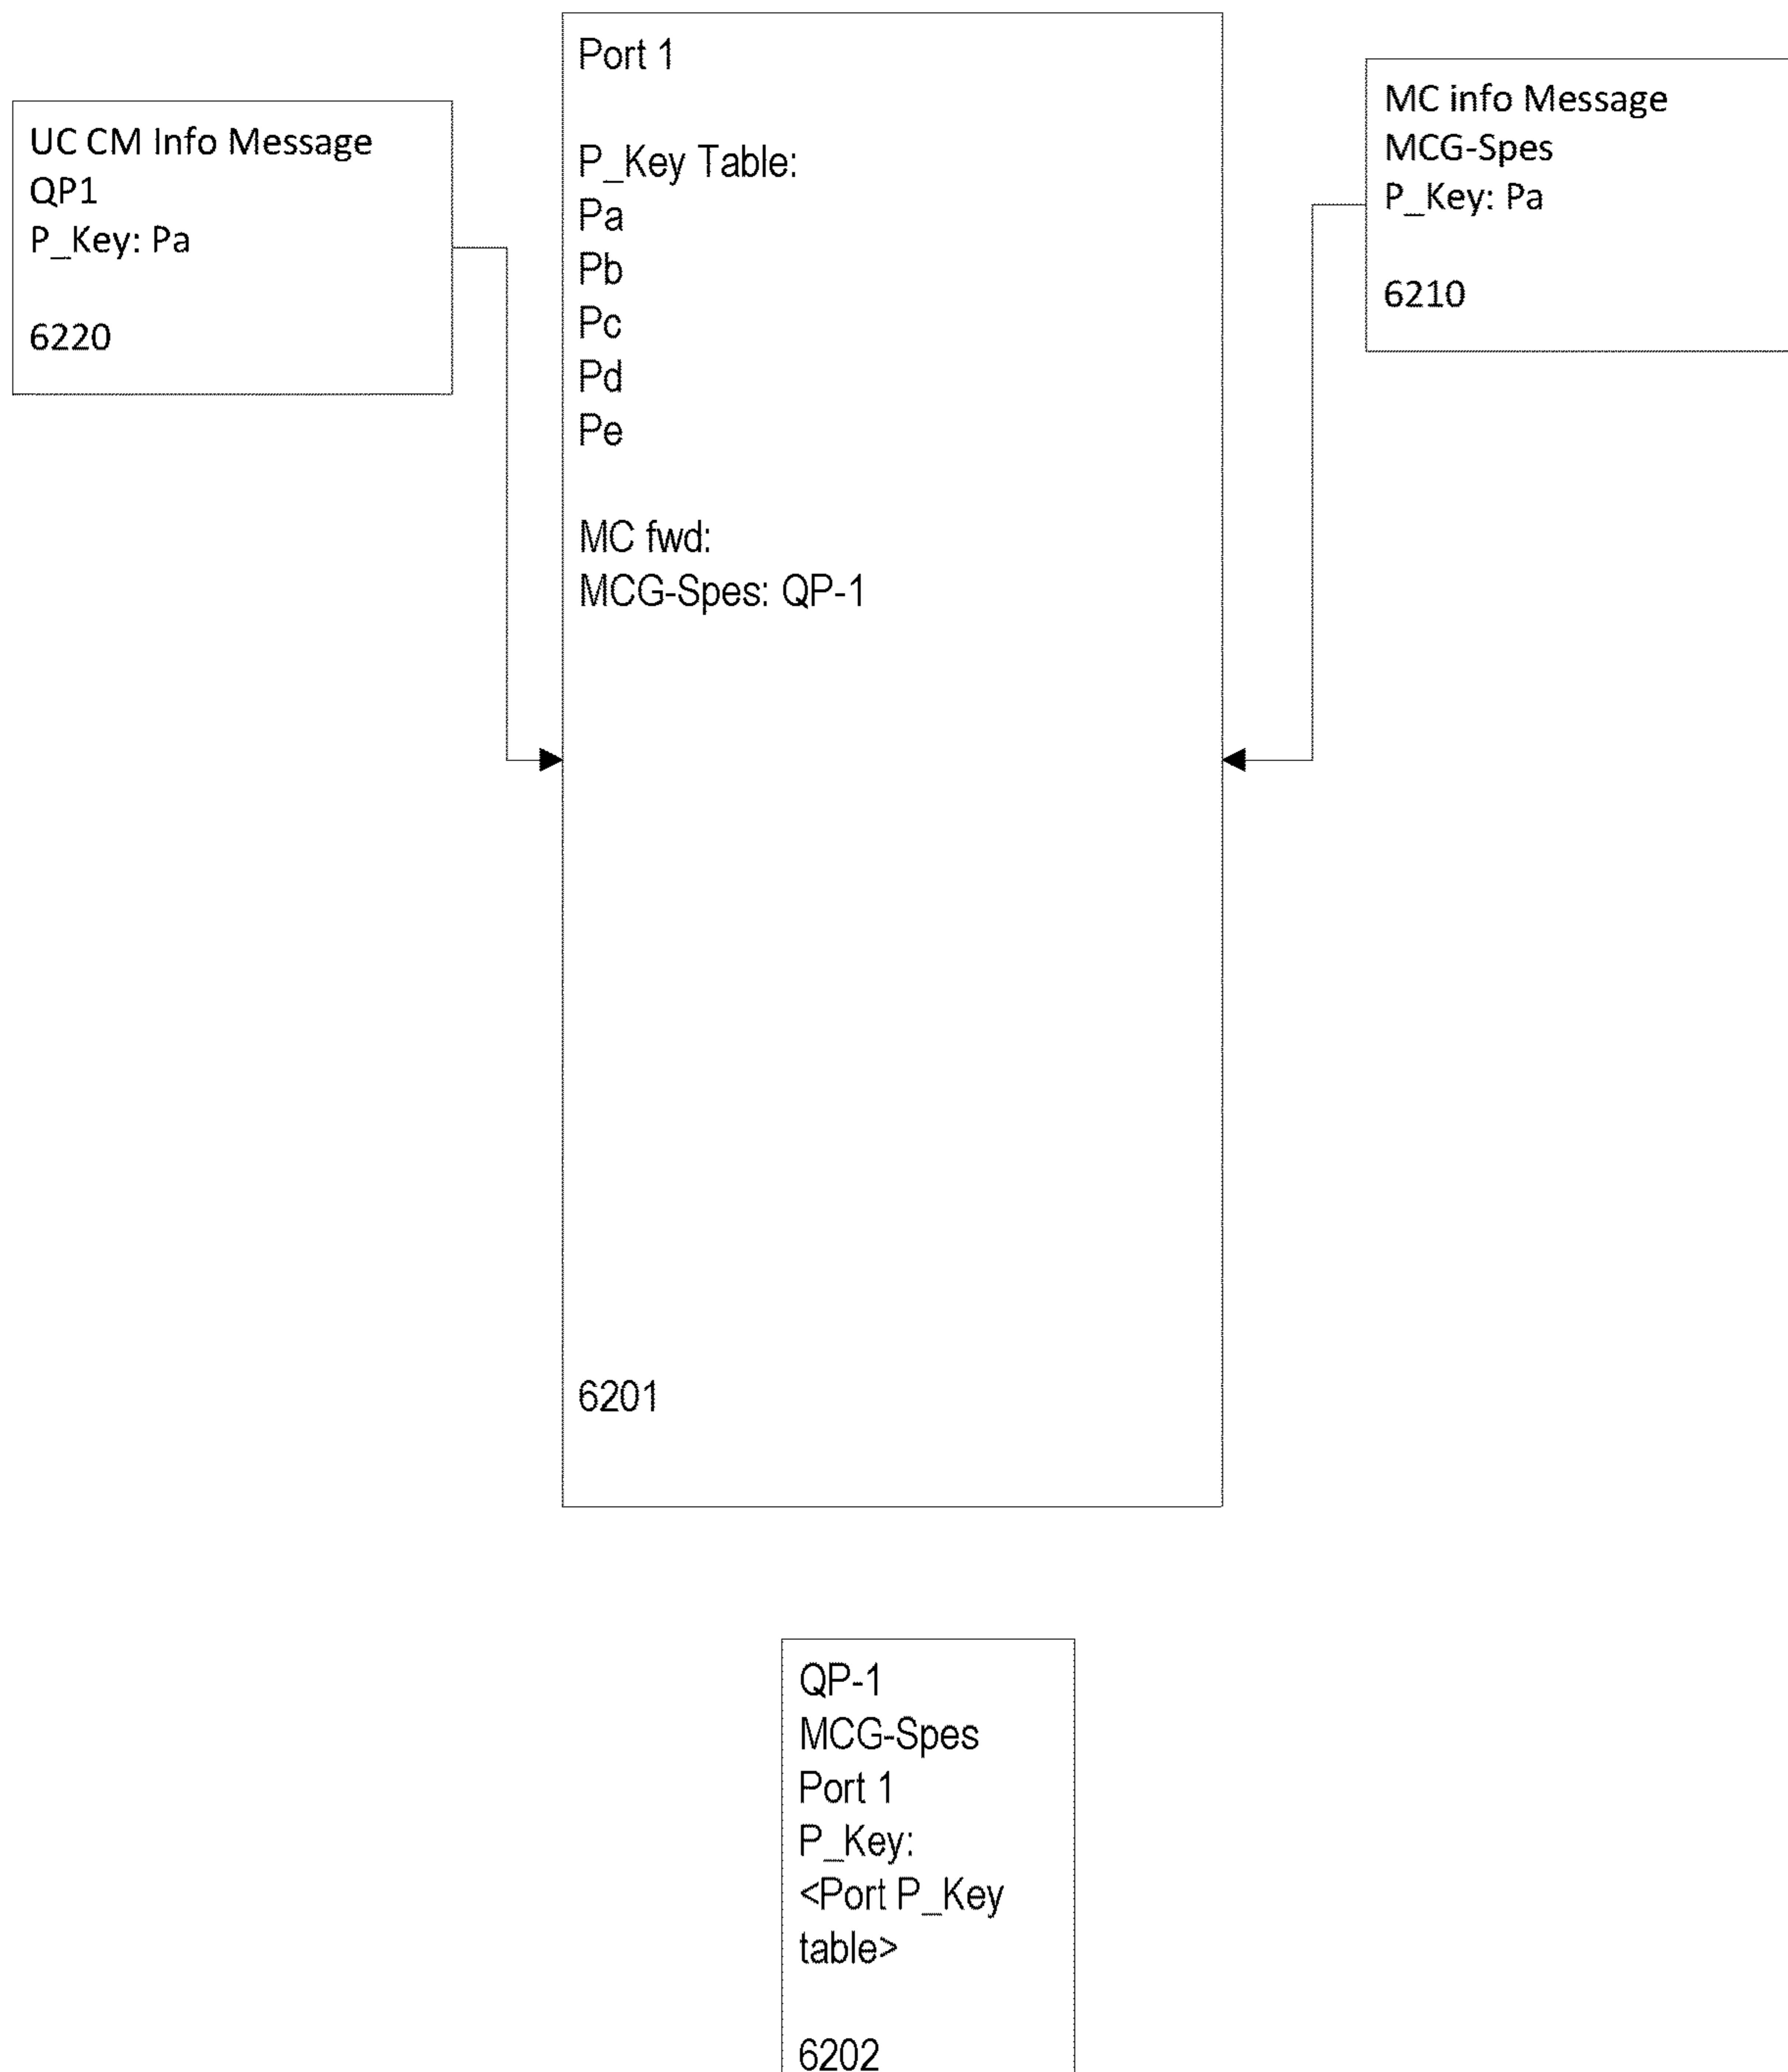 UC CM Info Message
QP1
P_Key: Pa
6220
Port 1
P_Key Table:
Pa
Pb
Pc
Pd
Pe
MC fwd:
MCG-Spes: QP-1
6201
MC info Message
MCG-Spes
P_Key: Pa
6210
QP-1
MCG-Spes
Port 1
P_Key:
<Port P_Key
table>
6202